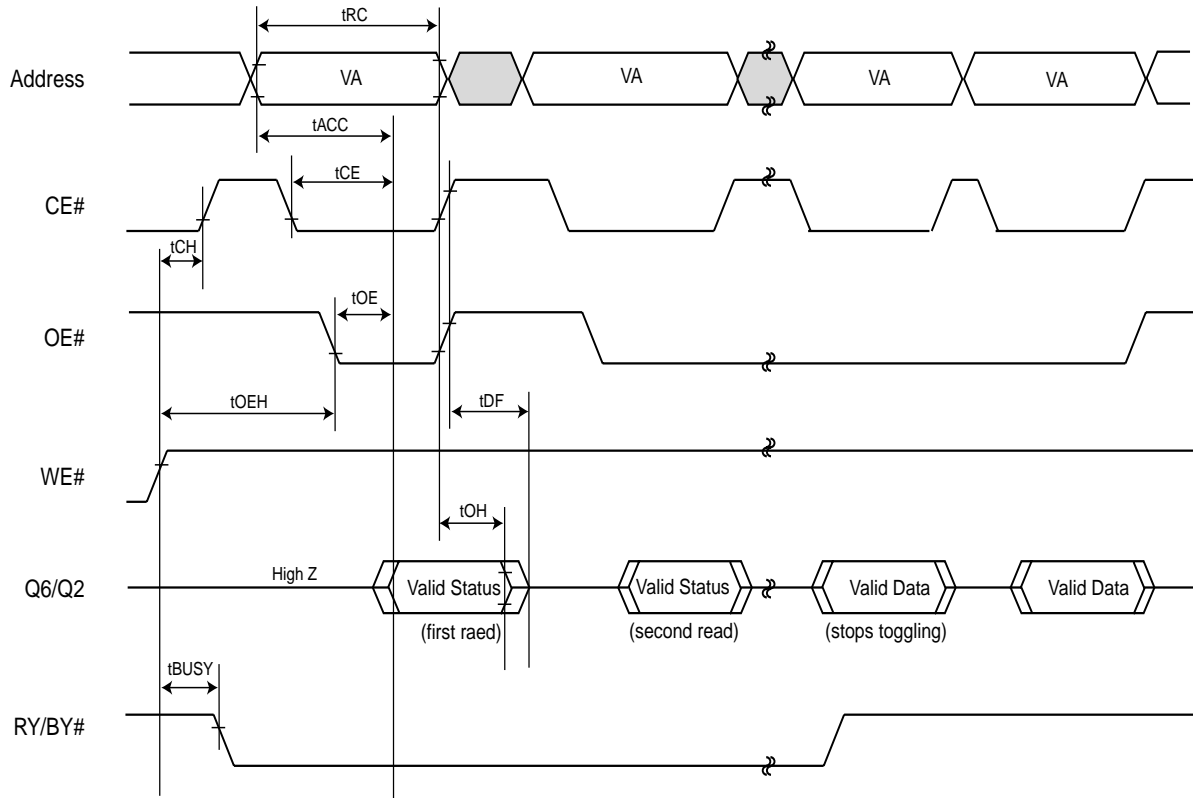 tRC
Address
VA
VA
VA
VA
tACC
tCE
CE#
tCH
tOE
OE#
tOEH
tDF
WE#
tOH
Q6/Q2
High Z
Valid Status
Valid Status
Valid Data
Valid Data
(first raed)
(second read)
(stops toggling)
tBUSY
RY/BY#